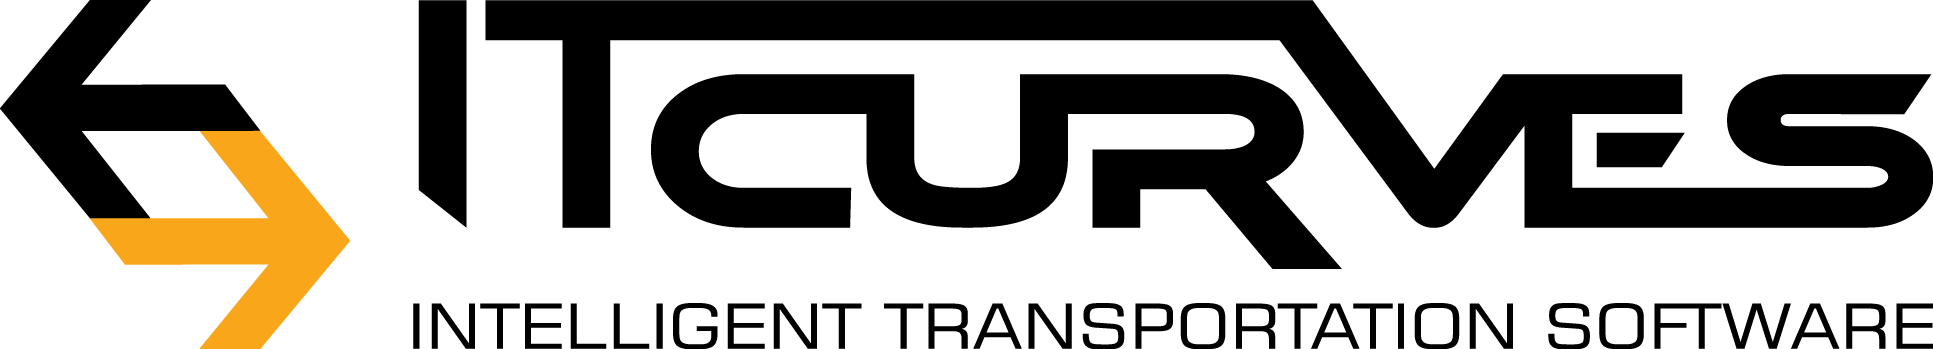 ITCURVES
INTELLIGENT TRANSPORTATION SOFTWARE